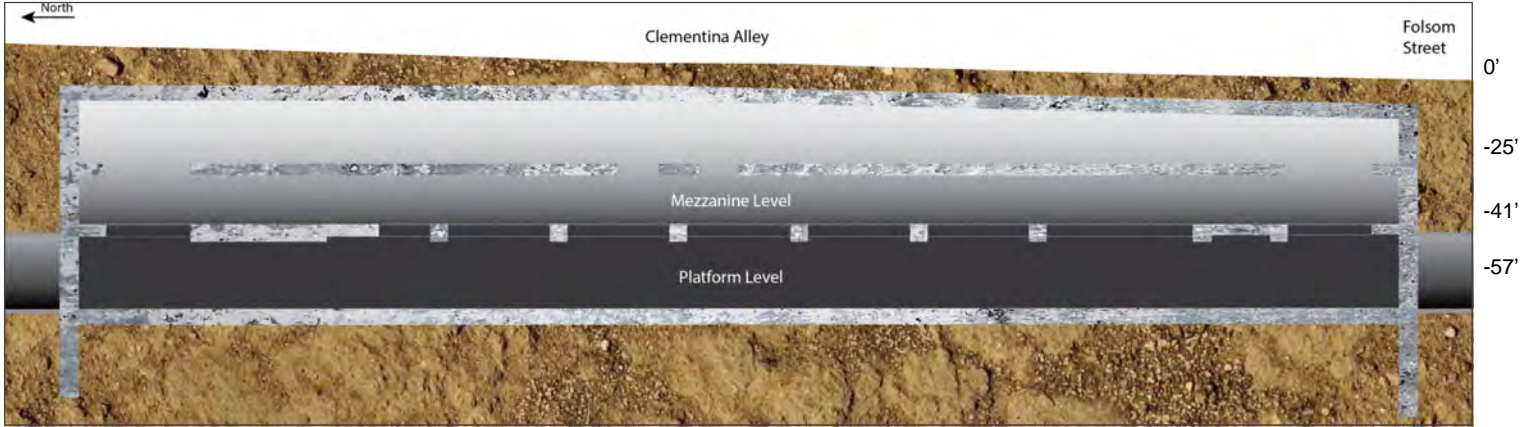 North
Clementina Alley
Folsom
Street
0’
-25’
Mezzanine Level
-41’
-57’
Platform Level